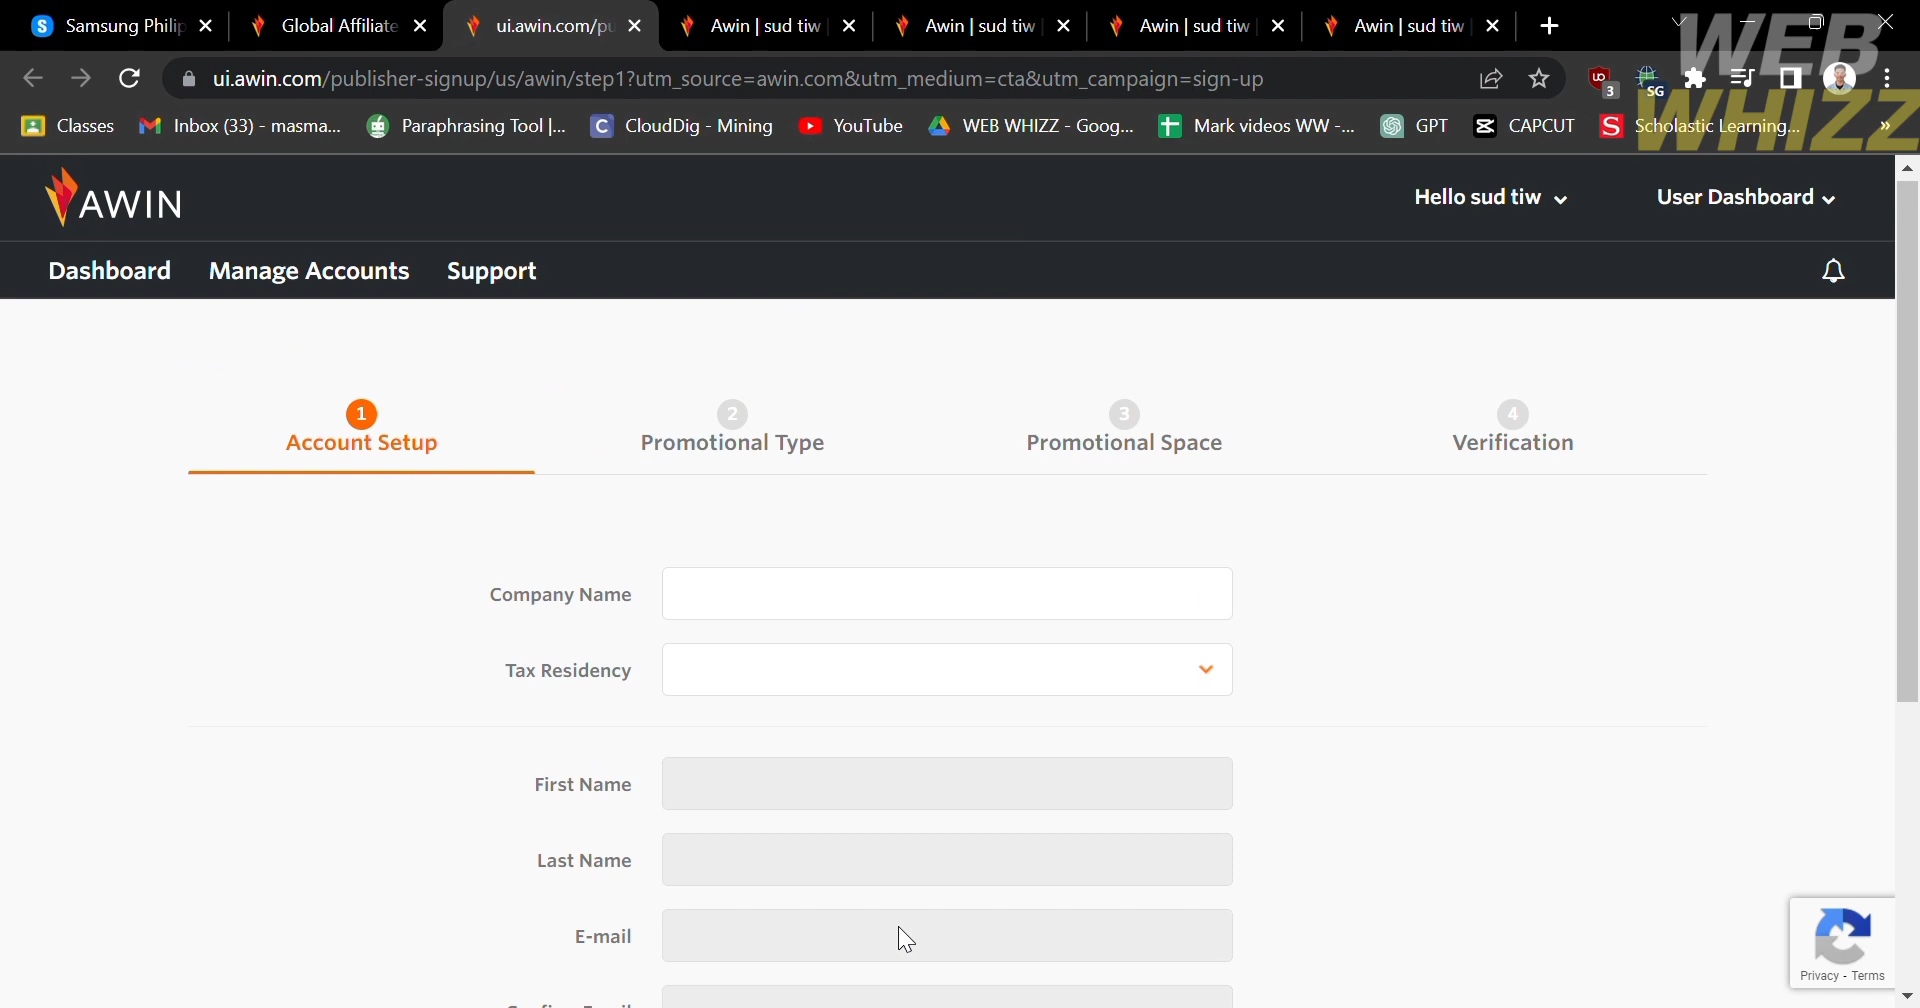 Samsung Philip
Global Affiliate
ui.awin.com/pu
Awin | sud tiw
Awin | sud tiw
Awin | sud tiw
Awin | sud tiw
ui.awin.com/publisher-signup/us/awin/step1?utm_source=awin.com&utm_medium=cta&utm_campaign=sign-up
3
SG
WEB
WHIZZ
Classes
Inbox (33) - masma...
Paraphrasing Tool |...
CloudDig - Mining
YouTube
WEB WHIZZ - Goog...
Mark videos WW -...
GPT
CAPCUT
Scholastic Learning...
»
AWIN
Hello sud tiw
User Dashboard
Dashboard
Manage Accounts
Support
1
Account Setup
2
Promotional Type
3
Promotional Space
4
Verification
Company Name
Tax Residency
First Name
Last Name
E-mail
Privacy - Terms